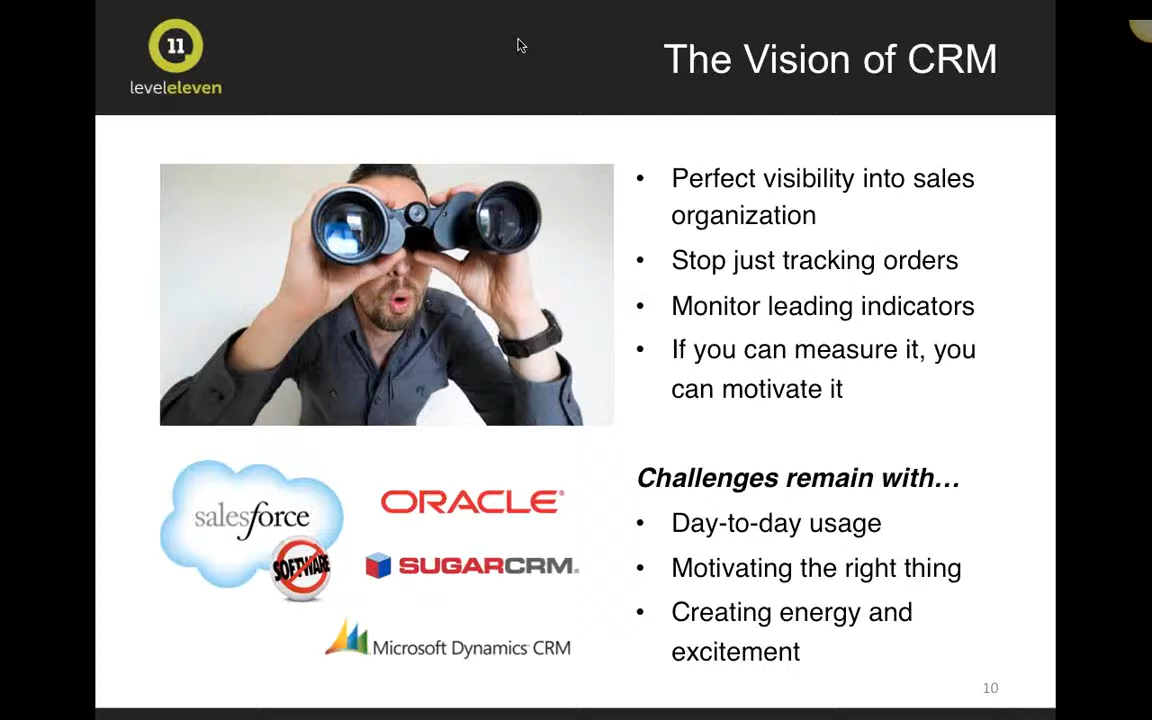 11
leveleleven
The Vision of CRM
• Perfect visibility into sales
organization
• Stop just tracking orders
• Monitor leading indicators
• If you can measure it, you
can motivate it
salesforce
SOFTWARE
ORACLE®
SUGARCRM®
Microsoft Dynamics CRM
Challenges remain with…
• Day-to-day usage
• Motivating the right thing
• Creating energy and
excitement
10